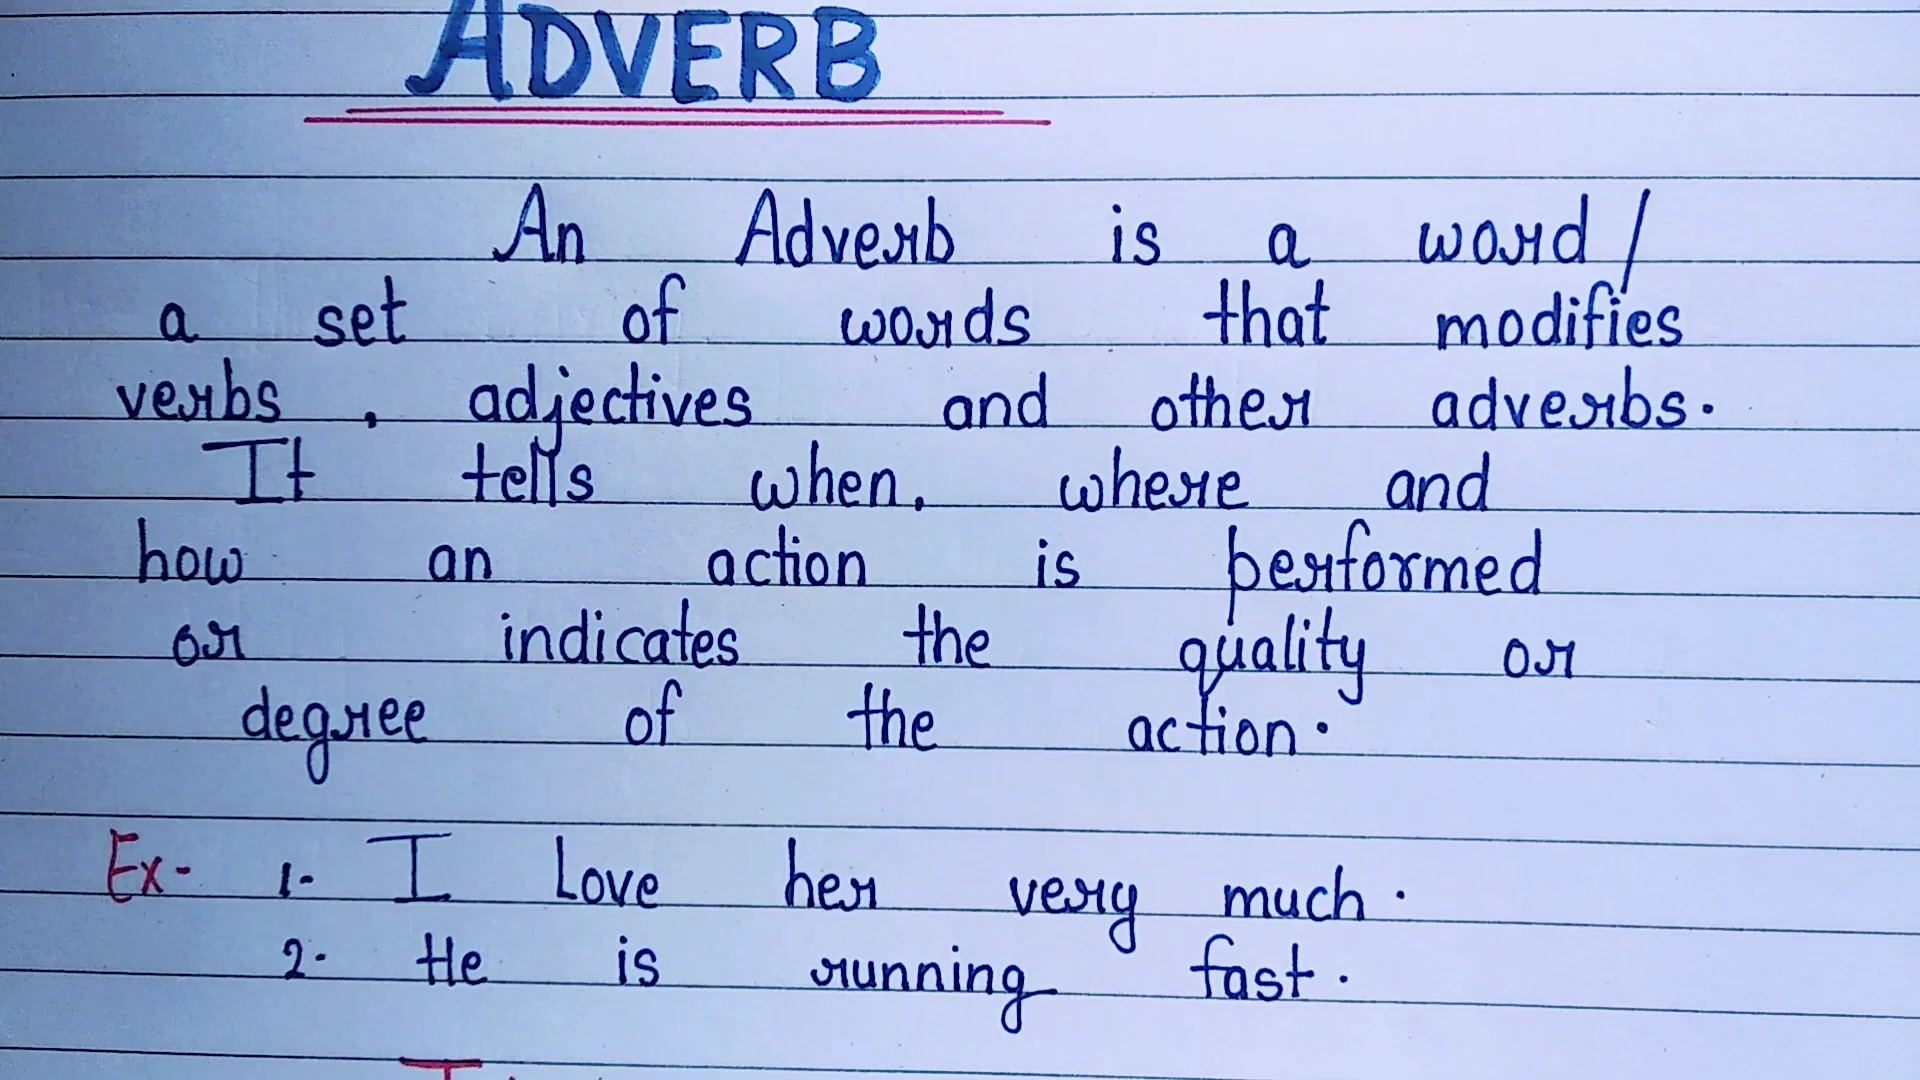 ADVERB
An Adverb is a word /
a set of words that modifies
verbs, adjectives and other adverbs.
It tells when, where and
how an action is performed
or indicates the quality or
degree of the action.
Ex- 1- I Love her very much.
2- He is running fast.